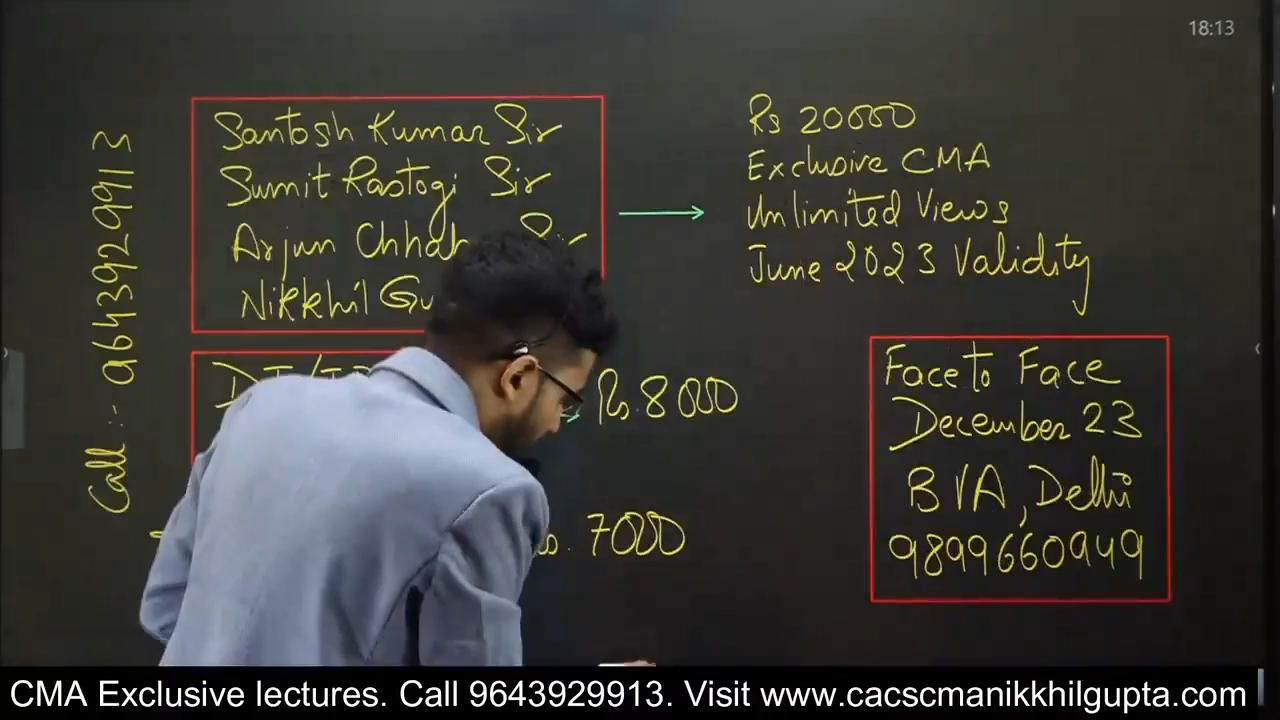 18:13
Call :- 9643929913
Santosh Kumar Sir
Sumit Rastogi Sir
Arjun Sir
Nikkhil
Rs 20000
Exclusive CMA
Unlimited Views
June 2023 Validity
Rs. 8000
Rs. 7000
Face to Face
December 23
BVA, Delhi
9899660949
CMA Exclusive lectures. Call 9643929913. Visit www.cacscmanikkhilgupta.com